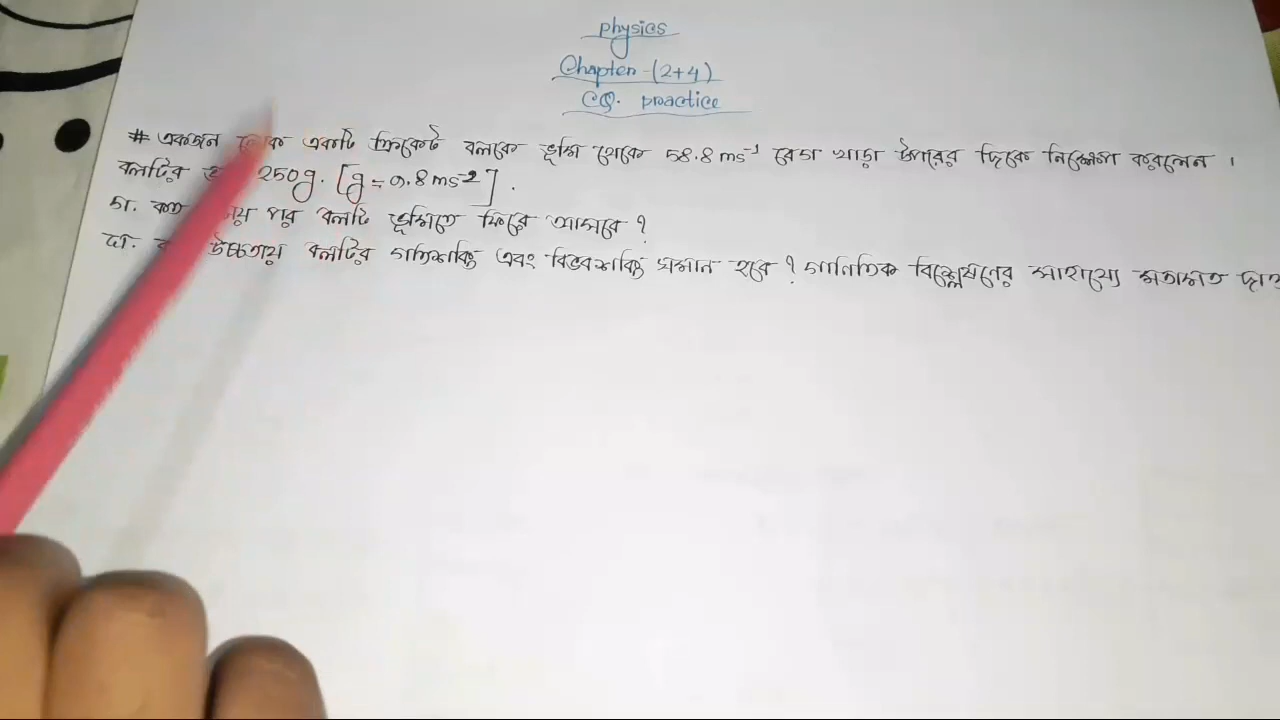 physics
Chapter-(2+4)
CQ. practice
# একজন লোক একটি ক্রিকেট বলকে ভূমি থেকে 58.8 ms⁻¹ বেগে খাড়া উপরের দিকে নিক্ষেপ করলেন ।
বলটির 250g. [g = 9.8 ms⁻²].
গ. কত পর বলটি ভূমিতে ফিরে আসবে ?
ঘ. উচ্চতায় বলটির গতিশক্তি এবং বিভবশক্তি সমান হবে ? গানিতিক বিশ্লেষণের সাহায্যে মতামত